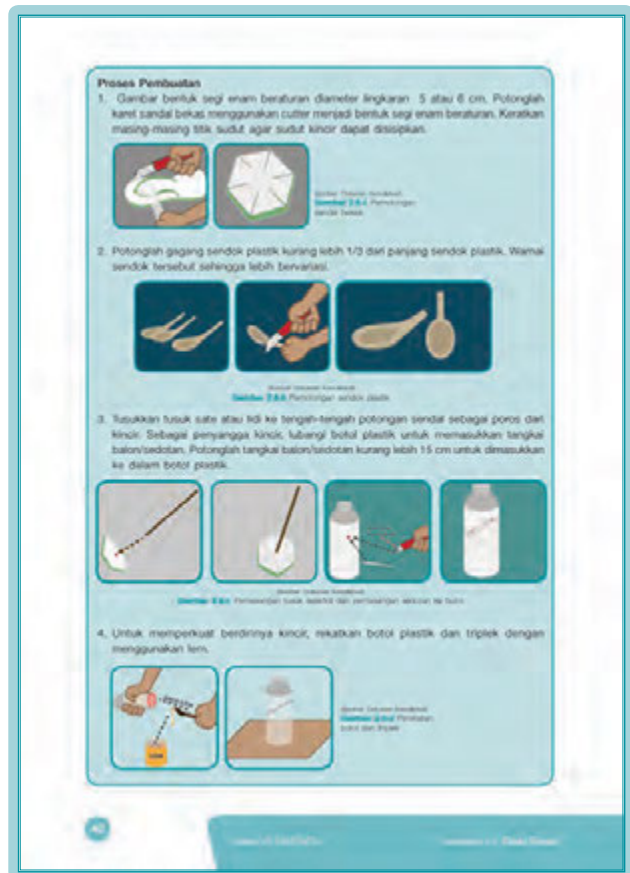 Proses Pembuatan
1. Gambar bentuk segi enam beraturan diameter lingkaran 5 atau 6 cm. Potonglah
karet sandal bekas menggunakan cutter menjadi bentuk segi enam beraturan. Keratkan
masing-masing titik sudut agar sudut kincir dapat disisipkan.
Pemotongan
sandal bekas
2. Potonglah gagang sendok plastik kurang lebih 1/3 dari panjang sendok plastik. Warnai
sendok tersebut sehingga lebih bervariasi.
Pemotongan sendok plastik
3. Tusukkan tusuk sate atau lidi ke tengah-tengah potongan sendal sebagai poros dari
kincir. Sebagai penyangga kincir, lubangi botol plastik untuk memasukkan tangkai
balon/sedotan. Potonglah tangkai balon/sedotan kurang lebih 15 cm untuk dimasukkan
ke dalam botol plastik.
4. Untuk memperkuat berdirinya kincir, rekatkan botol plastik dan triplek dengan
menggunakan lem.
botol dan triplek